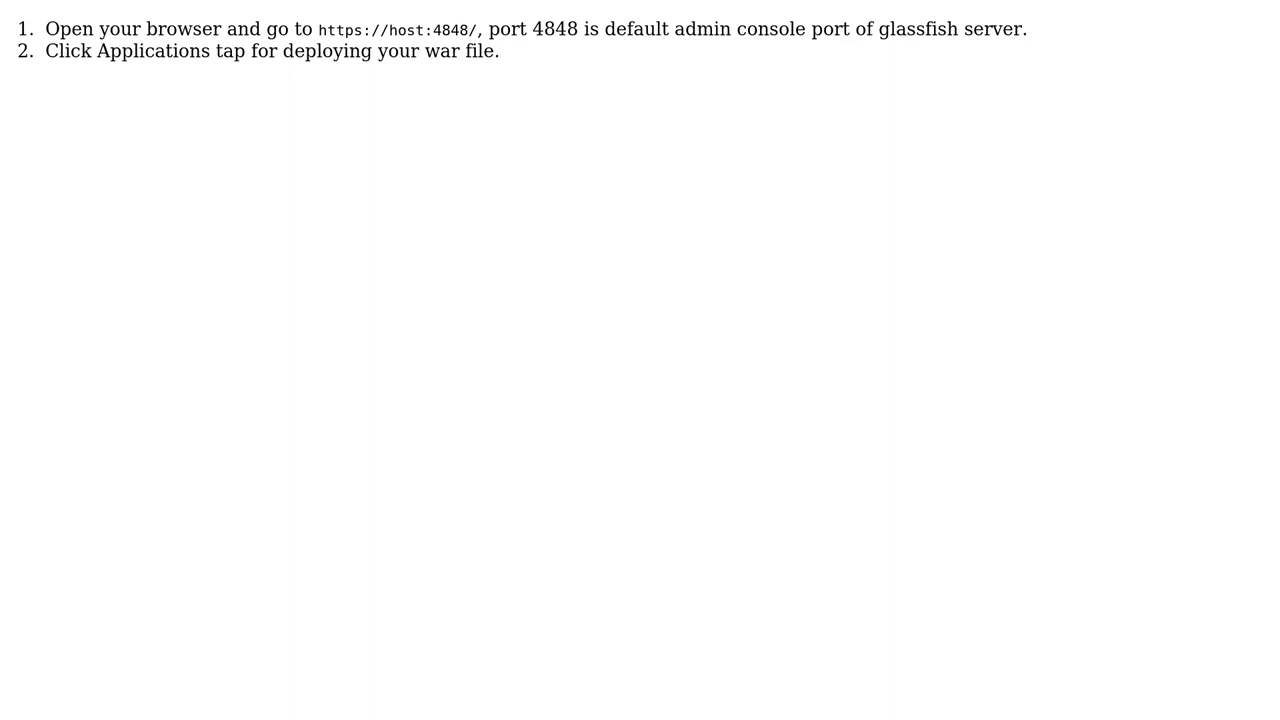 1. Open your browser and go to https://host:4848/, port 4848 is default admin console port of glassfish server.
2. Click Applications tap for deploying your war file.